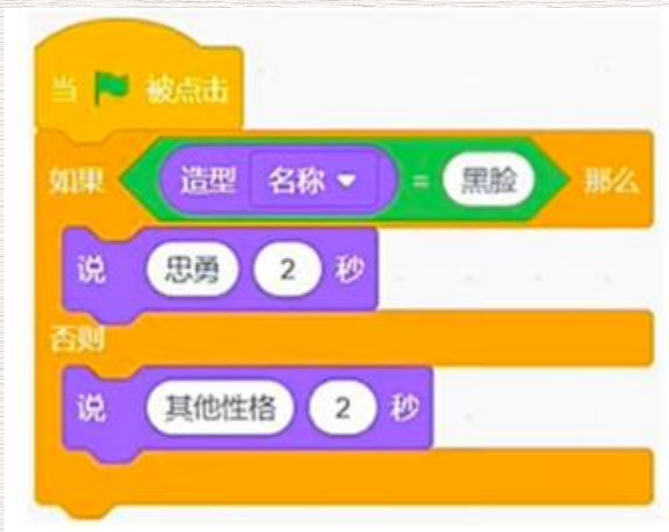 当 被点击
如果 造型 名称 = 黑脸 那么
说 忠勇 2 秒
否则
说 其他性格 2 秒